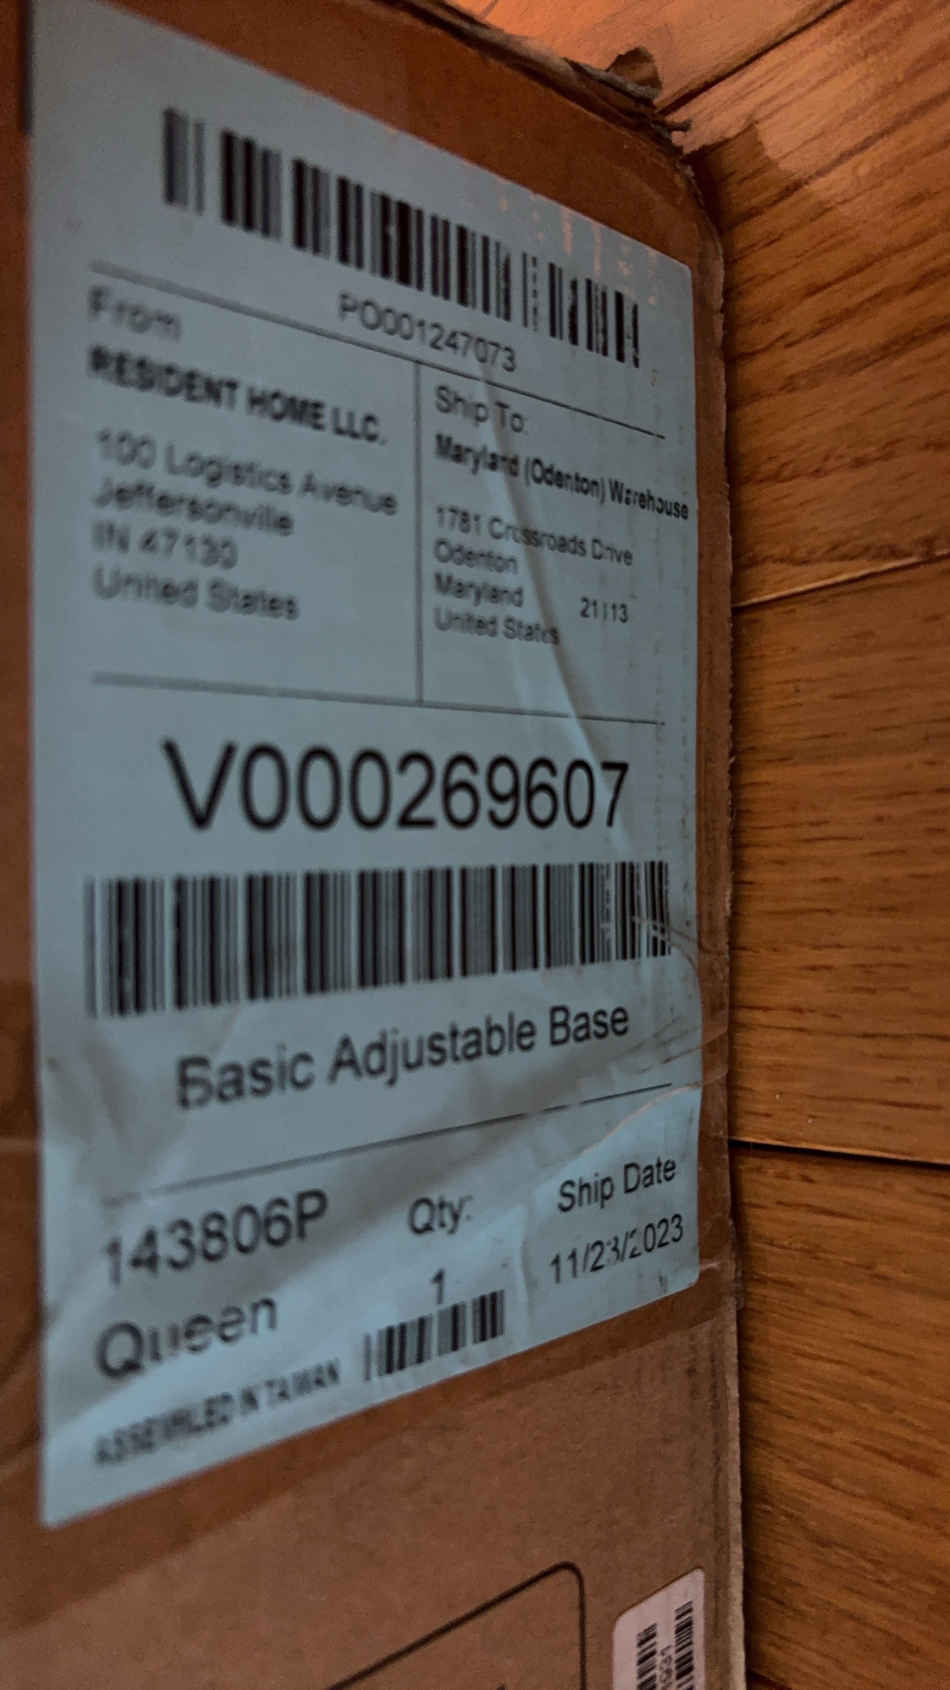 PO001247073
From
RESIDENT HOME LLC.
100 Logistics Avenue
Jeffersonville
IN 47130
United States
Ship To:
Maryland (Odenton) Warehouse
1781 Crossroads Drive
Odenton
Maryland 21113
United States
V000269607
Basic Adjustable Base
143806P
Queen
Qty:
1
Ship Date
11/23/2023
ASSEMBLED IN TAIWAN